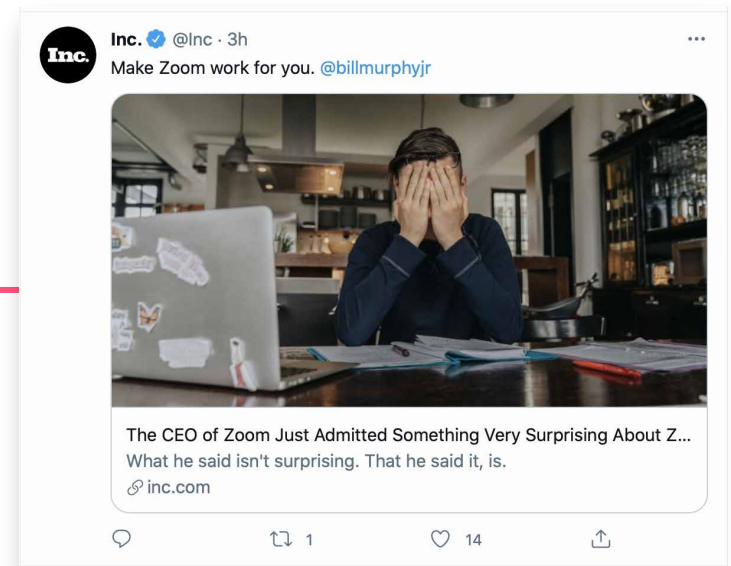 Inc.
Inc. @Inc · 3h
Make Zoom work for you. @billmurphyjr
The CEO of Zoom Just Admitted Something Very Surprising About Z...
What he said isn't surprising. That he said it, is.
inc.com
1
14